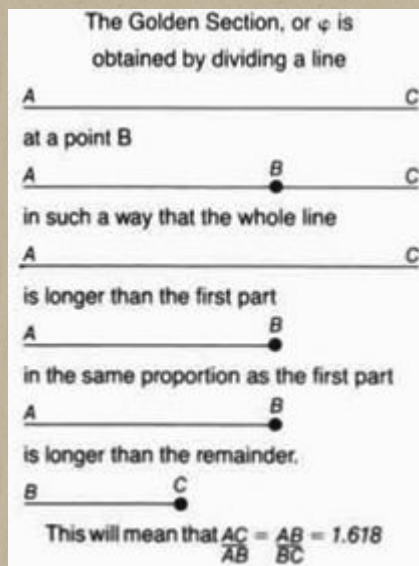 The Golden Section, or φ is
obtained by dividing a line
A C
at a point B
A B C
in such a way that the whole line
A C
is longer than the first part
A B
in the same proportion as the first part
A B
is longer than the remainder.
B C
This will mean that AC/AB = AB/BC = 1.618